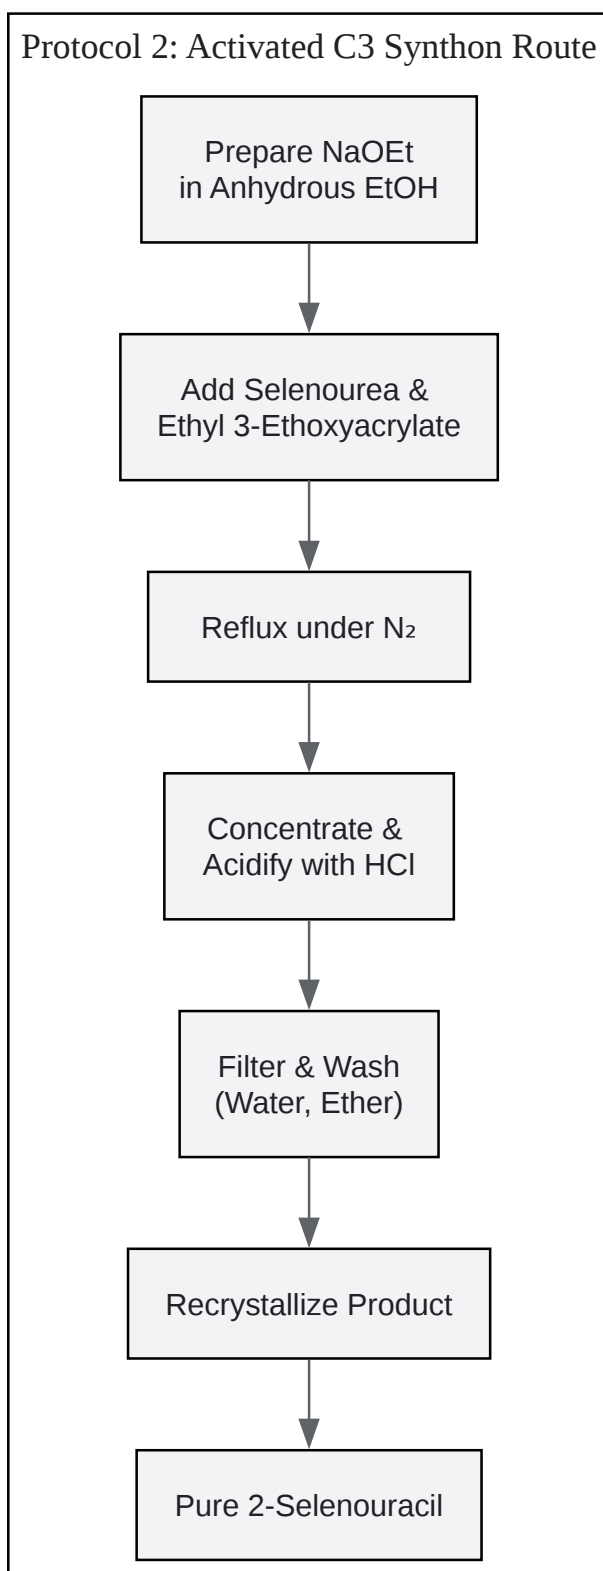 Protocol 2: Activated C3 Synthon Route
Prepare NaOEt
in Anhydrous EtOH
Add Selenourea &
Ethyl 3-Ethoxyacrylate
Reflux under N₂
Concentrate &
Acidify with HCl
Filter & Wash
(Water, Ether)
Recrystallize Product
Pure 2-Selenouracil